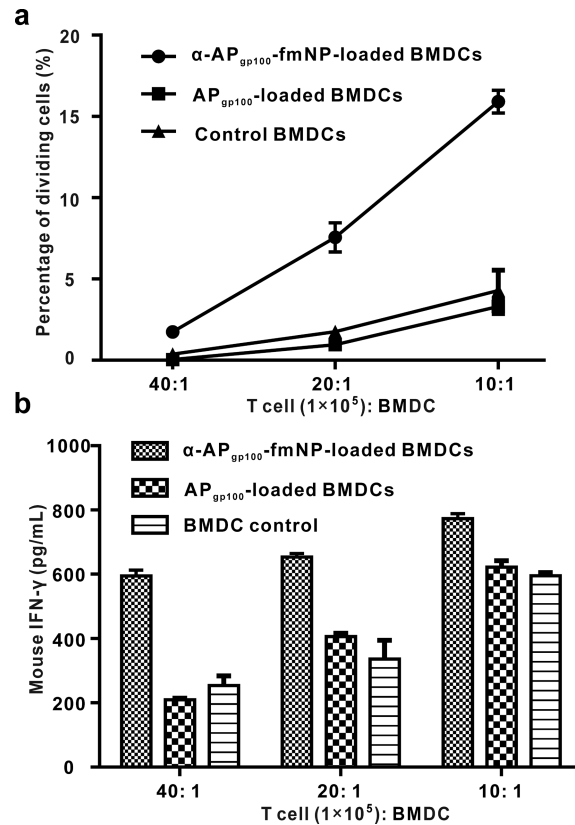 a
Percentage of dividing cells (%)
20
15
10
5
0
α-APgp100-fmNP-loaded BMDCs
APgp100-loaded BMDCs
Control BMDCs
40:1
20:1
10:1
T cell (1×10⁵): BMDC
b
Mouse IFN-γ (pg/mL)
1000
800
600
400
200
0
α-APgp100-fmNP-loaded BMDCs
APgp100-loaded BMDCs
BMDC control
40: 1
20: 1
10: 1
T cell (1×10⁵): BMDC